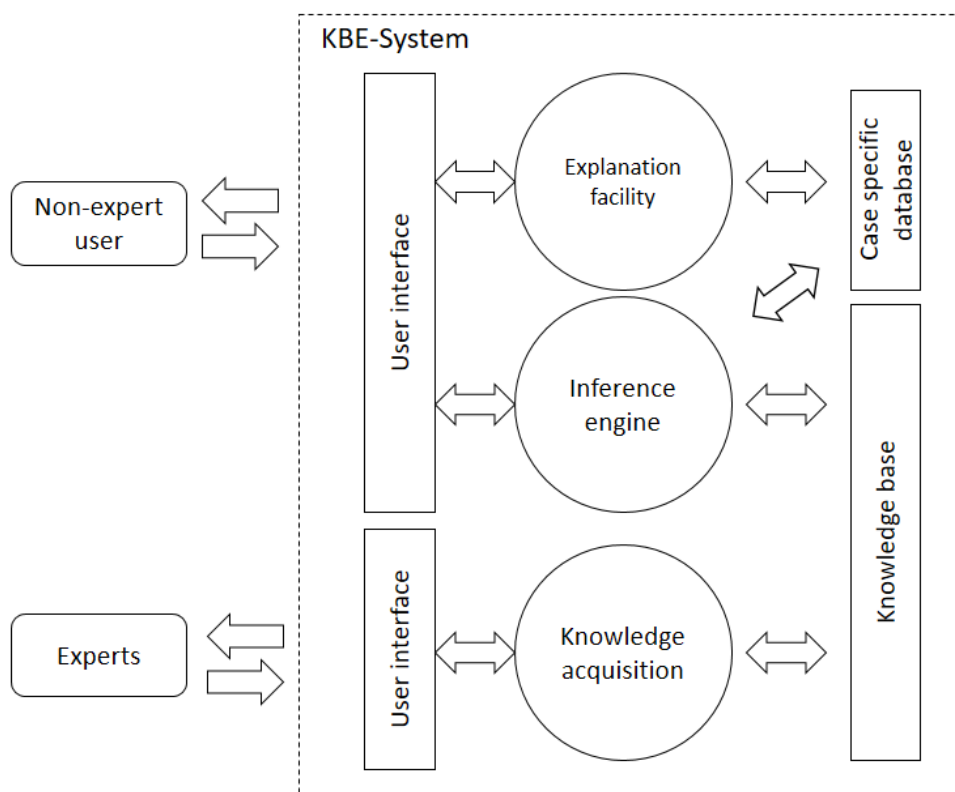 KBE-System
Non-expert
user
User interface
Explanation
facility
Case specific
database
Inference
engine
Knowledge base
Experts
User interface
Knowledge
acquisition